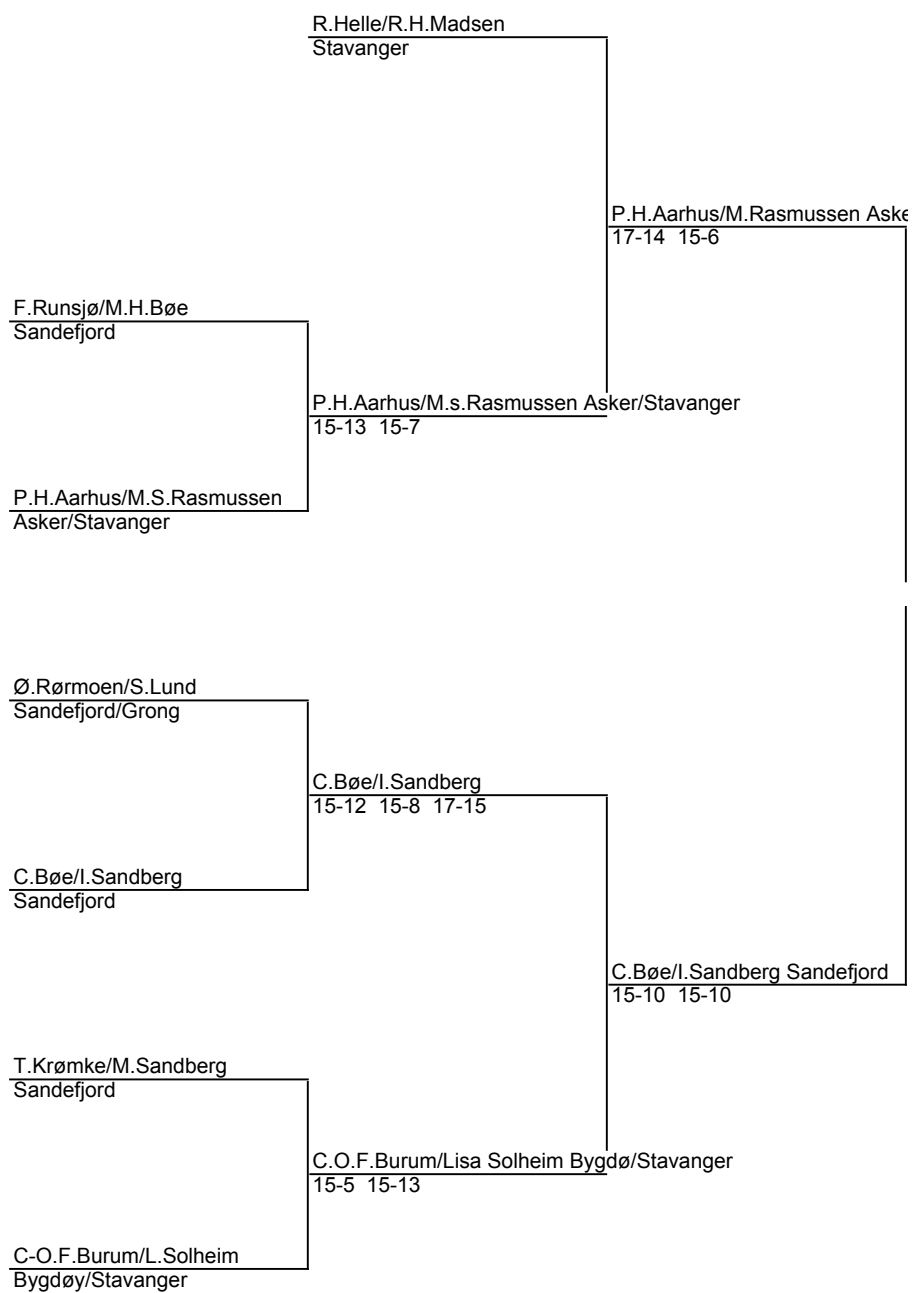 R.Helle/R.H.Madsen
Stavanger
P.H.Aarhus/M.Rasmussen Aske
17-14 15-6
F.Runsjø/M.H.Bøe
Sandefjord
P.H.Aarhus/M.s.Rasmussen Asker/Stavanger
15-13 15-7
P.H.Aarhus/M.S.Rasmussen
Asker/Stavanger
Ø.Rørmoen/S.Lund
Sandefjord/Grong
C.Bøe/I.Sandberg
15-12 15-8 17-15
C.Bøe/I.Sandberg
Sandefjord
C.Bøe/I.Sandberg Sandefjord
15-10 15-10
T.Krømke/M.Sandberg
Sandefjord
C.O.F.Burum/Lisa Solheim Bygdø/Stavanger
15-5 15-13
C-O.F.Burum/L.Solheim
Bygdøy/Stavanger